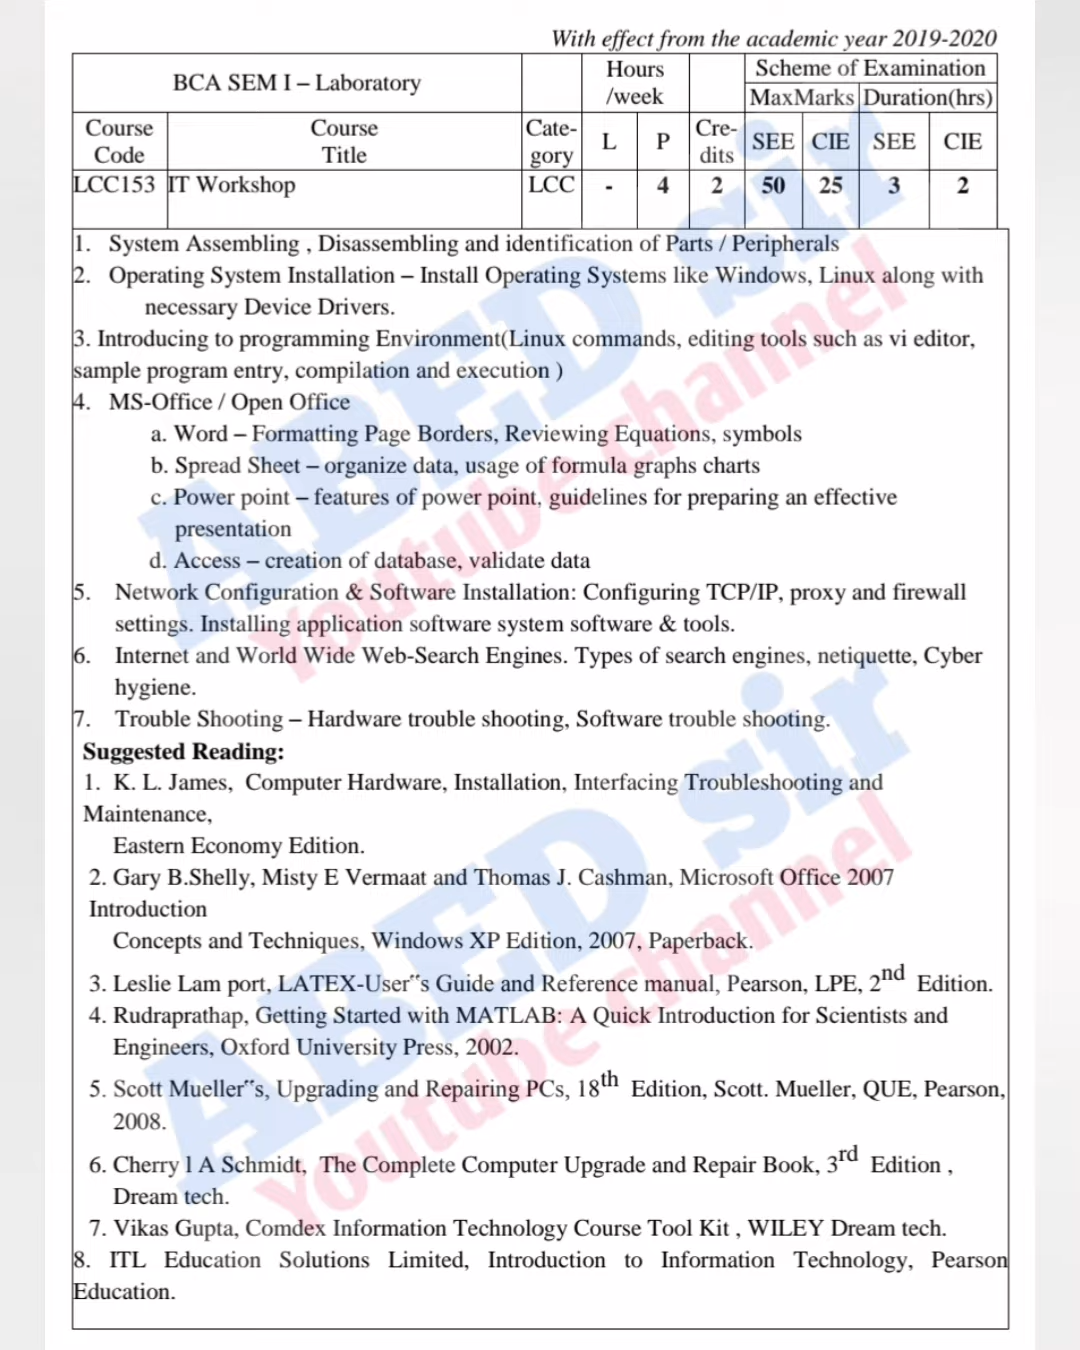 With effect from the academic year 2019-2020
BCA SEM I – Laboratory
Hours
/week
Scheme of Examination
MaxMarks Duration(hrs)
Course
Code
Course
Title
Cate-
gory
L P
Cre-
dits
SEE CIE SEE CIE
LCC153 IT Workshop LCC - 4 2 50 25 3 2
1. System Assembling , Disassembling and identification of Parts / Peripherals
2. Operating System Installation – Install Operating Systems like Windows, Linux along with
necessary Device Drivers.
3. Introducing to programming Environment(Linux commands, editing tools such as vi editor,
sample program entry, compilation and execution )
4. MS-Office / Open Office
a. Word – Formatting Page Borders, Reviewing Equations, symbols
b. Spread Sheet – organize data, usage of formula graphs charts
c. Power point – features of power point, guidelines for preparing an effective
presentation
d. Access – creation of database, validate data
5. Network Configuration & Software Installation: Configuring TCP/IP, proxy and firewall
settings. Installing application software system software & tools.
6. Internet and World Wide Web-Search Engines. Types of search engines, netiquette, Cyber
hygiene.
7. Trouble Shooting – Hardware trouble shooting, Software trouble shooting.
Suggested Reading:
1. K. L. James, Computer Hardware, Installation, Interfacing Troubleshooting and
Maintenance,
Eastern Economy Edition.
2. Gary B.Shelly, Misty E Vermaat and Thomas J. Cashman, Microsoft Office 2007
Introduction
Concepts and Techniques, Windows XP Edition, 2007, Paperback.
3. Leslie Lam port, LATEX-User‟s Guide and Reference manual, Pearson, LPE, 2nd Edition.
4. Rudraprathap, Getting Started with MATLAB: A Quick Introduction for Scientists and
Engineers, Oxford University Press, 2002.
5. Scott Mueller‟s, Upgrading and Repairing PCs, 18th Edition, Scott. Mueller, QUE, Pearson,
2008.
6. Cherry l A Schmidt, The Complete Computer Upgrade and Repair Book, 3rd Edition ,
Dream tech.
7. Vikas Gupta, Comdex Information Technology Course Tool Kit , WILEY Dream tech.
8. ITL Education Solutions Limited, Introduction to Information Technology, Pearson
Education.
ABED sir
Youtube channel
ABED sir
Youtube channel